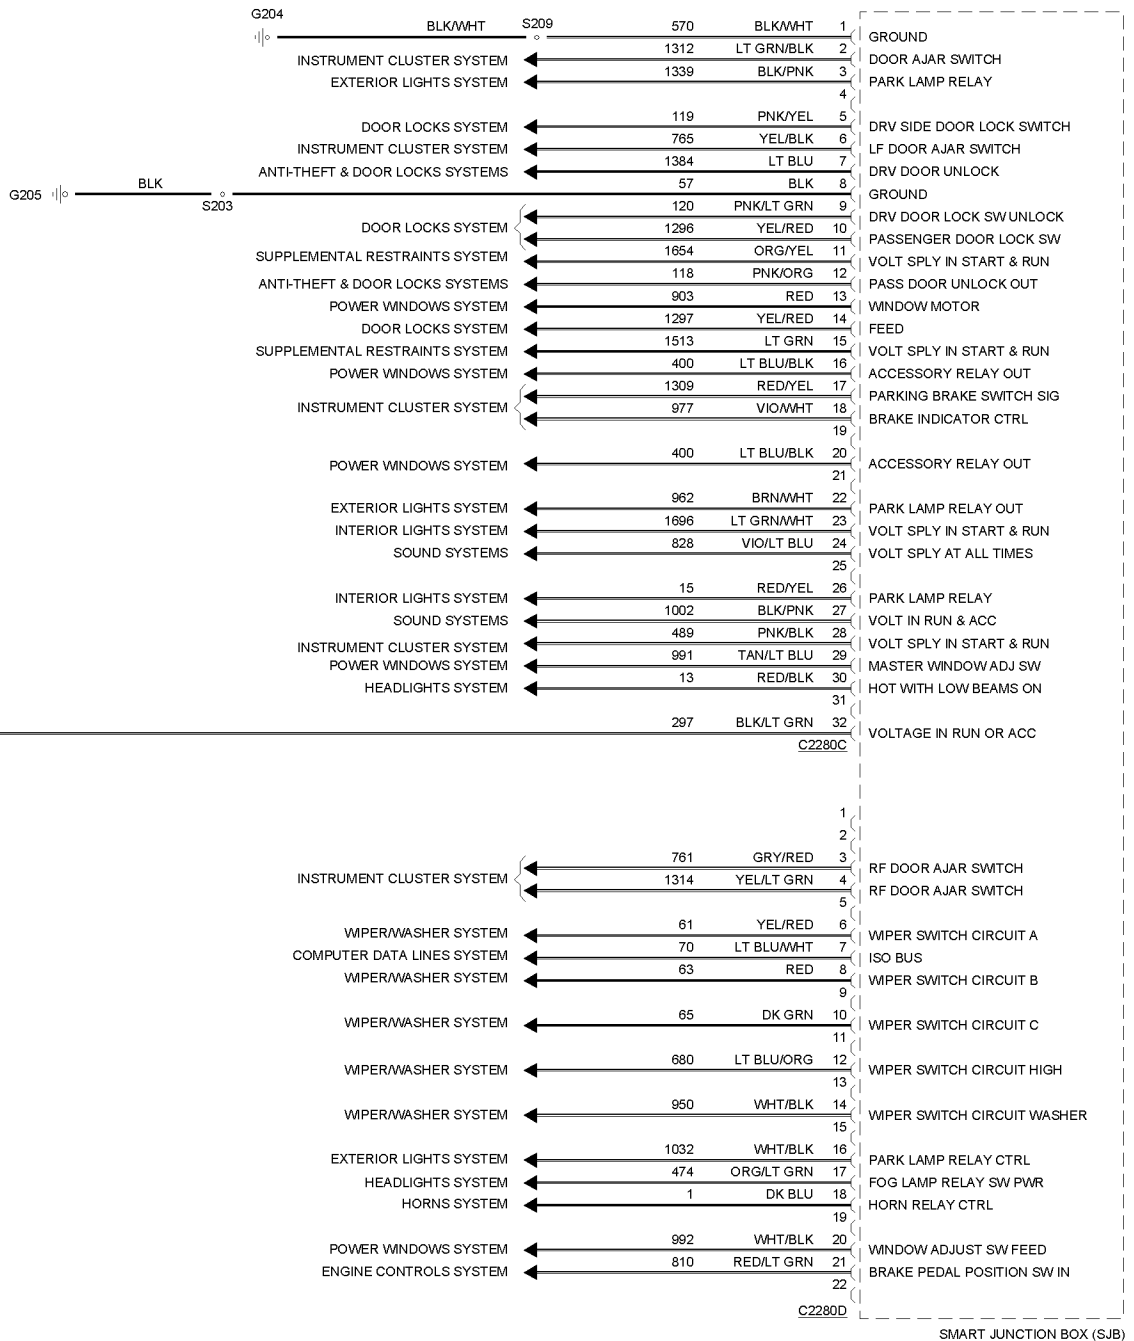 G204
BLK/WHT S209 570 BLK/WHT 1 GROUND
INSTRUMENT CLUSTER SYSTEM 1312 LT GRN/BLK 2 DOOR AJAR SWITCH
EXTERIOR LIGHTS SYSTEM 1339 BLK/PNK 3 PARK LAMP RELAY
4
DOOR LOCKS SYSTEM 119 PNK/YEL 5 DRV SIDE DOOR LOCK SWITCH
INSTRUMENT CLUSTER SYSTEM 765 YEL/BLK 6 LF DOOR AJAR SWITCH
ANTI-THEFT & DOOR LOCKS SYSTEMS 1384 LT BLU 7 DRV DOOR UNLOCK
G205 BLK S203 57 BLK 8 GROUND
DOOR LOCKS SYSTEM 120 PNK/LT GRN 9 DRV DOOR LOCK SW UNLOCK
1296 YEL/RED 10 PASSENGER DOOR LOCK SW
SUPPLEMENTAL RESTRAINTS SYSTEM 1654 ORG/YEL 11 VOLT SPLY IN START & RUN
ANTI-THEFT & DOOR LOCKS SYSTEMS 118 PNK/ORG 12 PASS DOOR UNLOCK OUT
POWER WINDOWS SYSTEM 903 RED 13 WINDOW MOTOR
DOOR LOCKS SYSTEM 1297 YEL/RED 14 FEED
SUPPLEMENTAL RESTRAINTS SYSTEM 1513 LT GRN 15 VOLT SPLY IN START & RUN
POWER WINDOWS SYSTEM 400 LT BLU/BLK 16 ACCESSORY RELAY OUT
INSTRUMENT CLUSTER SYSTEM 1309 RED/YEL 17 PARKING BRAKE SWITCH SIG
977 VIO/WHT 18 BRAKE INDICATOR CTRL
19
POWER WINDOWS SYSTEM 400 LT BLU/BLK 20 ACCESSORY RELAY OUT
21
EXTERIOR LIGHTS SYSTEM 962 BRN/WHT 22 PARK LAMP RELAY OUT
INTERIOR LIGHTS SYSTEM 1696 LT GRN/WHT 23 VOLT SPLY IN START & RUN
SOUND SYSTEMS 828 VIO/LT BLU 24 VOLT SPLY AT ALL TIMES
25
INTERIOR LIGHTS SYSTEM 15 RED/YEL 26 PARK LAMP RELAY
SOUND SYSTEMS 1002 BLK/PNK 27 VOLT IN RUN & ACC
INSTRUMENT CLUSTER SYSTEM 489 PNK/BLK 28 VOLT SPLY IN START & RUN
POWER WINDOWS SYSTEM 991 TAN/LT BLU 29 MASTER WINDOW ADJ SW
HEADLIGHTS SYSTEM 13 RED/BLK 30 HOT WITH LOW BEAMS ON
31
297 BLK/LT GRN 32 VOLTAGE IN RUN OR ACC
C2280C
1
2
INSTRUMENT CLUSTER SYSTEM 761 GRY/RED 3 RF DOOR AJAR SWITCH
1314 YEL/LT GRN 4 RF DOOR AJAR SWITCH
5
WIPER/WASHER SYSTEM 61 YEL/RED 6 WIPER SWITCH CIRCUIT A
COMPUTER DATA LINES SYSTEM 70 LT BLU/WHT 7 ISO BUS
WIPER/WASHER SYSTEM 63 RED 8 WIPER SWITCH CIRCUIT B
9
WIPER/WASHER SYSTEM 65 DK GRN 10 WIPER SWITCH CIRCUIT C
11
WIPER/WASHER SYSTEM 680 LT BLU/ORG 12 WIPER SWITCH CIRCUIT HIGH
13
WIPER/WASHER SYSTEM 950 WHT/BLK 14 WIPER SWITCH CIRCUIT WASHER
15
EXTERIOR LIGHTS SYSTEM 1032 WHT/BLK 16 PARK LAMP RELAY CTRL
HEADLIGHTS SYSTEM 474 ORG/LT GRN 17 FOG LAMP RELAY SW PWR
HORNS SYSTEM 1 DK BLU 18 HORN RELAY CTRL
19
POWER WINDOWS SYSTEM 992 WHT/BLK 20 WINDOW ADJUST SW FEED
ENGINE CONTROLS SYSTEM 810 RED/LT GRN 21 BRAKE PEDAL POSITION SW IN
22
C2280D
SMART JUNCTION BOX (SJB)